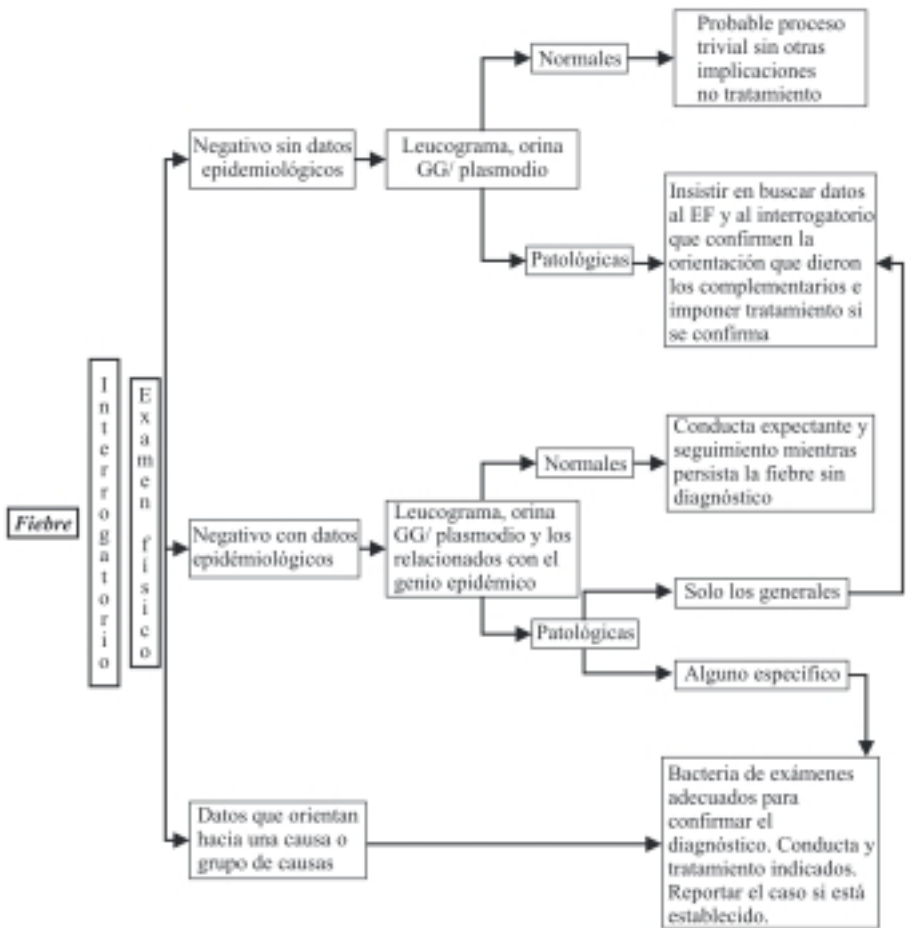 Fiebre
Interrogatorio
Examen físico
Negativo sin datos
epidemiológicos
Leucograma, orina
GG/ plasmodio
Normales
Probable proceso
trivial sin otras
implicaciones
no tratamiento
Patológicas
Insistir en buscar datos
al EF y al interrogatorio
que confirmen la
orientación que dieron
los complementarios e
imponer tratamiento si
se confirma
Negativo con datos
epidémiológicos
Leucograma, orina
GG/ plasmodio y los
relacionados con el
genio epidémico
Normales
Conducta expectante y
seguimiento mientras
persista la fiebre sin
diagnóstico
Patológicas
Solo los generales
Alguno específico
Datos que orientan
hacia una causa o
grupo de causas
Bacteria de exámenes
adecuados para
confirmar el
diagnóstico. Conducta y
tratamiento indicados.
Reportar el caso si está
establecido.